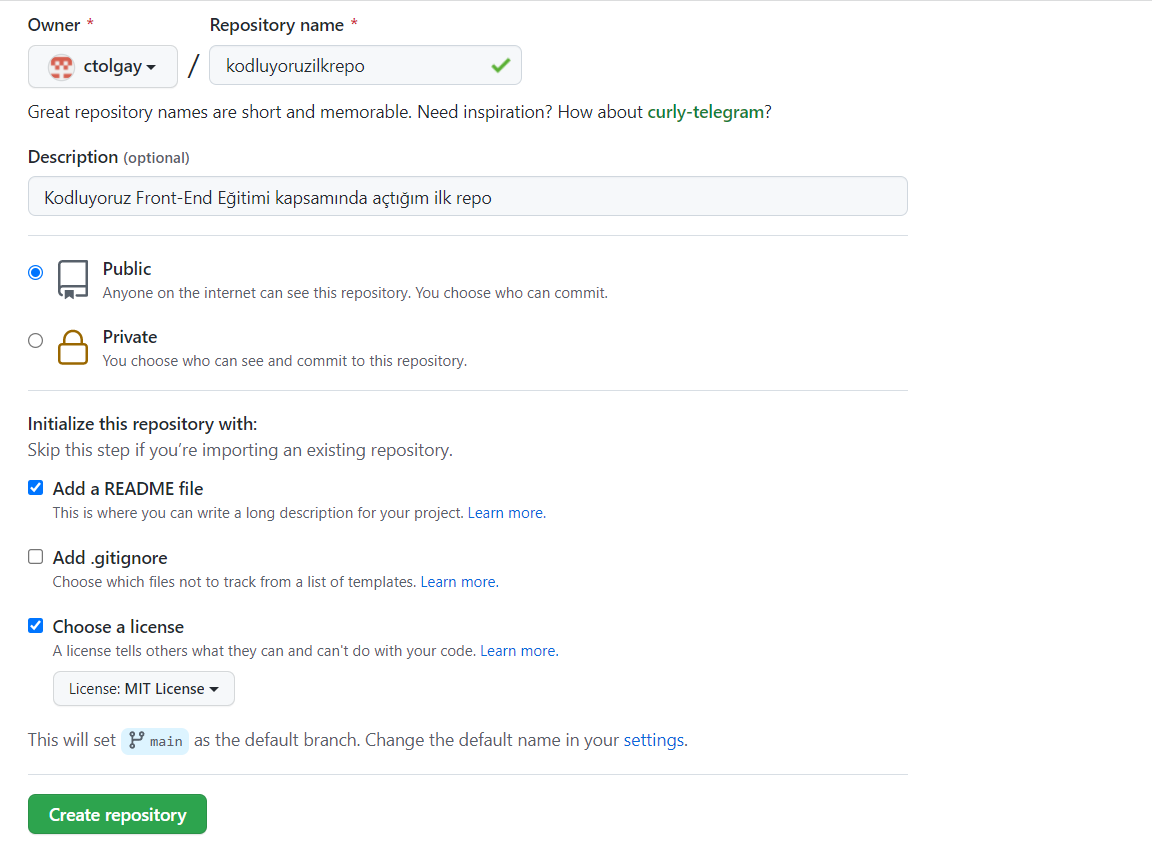 Owner * Repository name *
ctolgay / kodluyoruzilkrepo
Great repository names are short and memorable. Need inspiration? How about curly-telegram?
Description (optional)
Kodluyoruz Front-End Eğitimi kapsamında açtığım ilk repo
Public
Anyone on the internet can see this repository. You choose who can commit.
Private
You choose who can see and commit to this repository.
Initialize this repository with:
Skip this step if you’re importing an existing repository.
Add a README file
This is where you can write a long description for your project. Learn more.
Add .gitignore
Choose which files not to track from a list of templates. Learn more.
Choose a license
A license tells others what they can and can't do with your code. Learn more.
License: MIT License
This will set main as the default branch. Change the default name in your settings.
Create repository